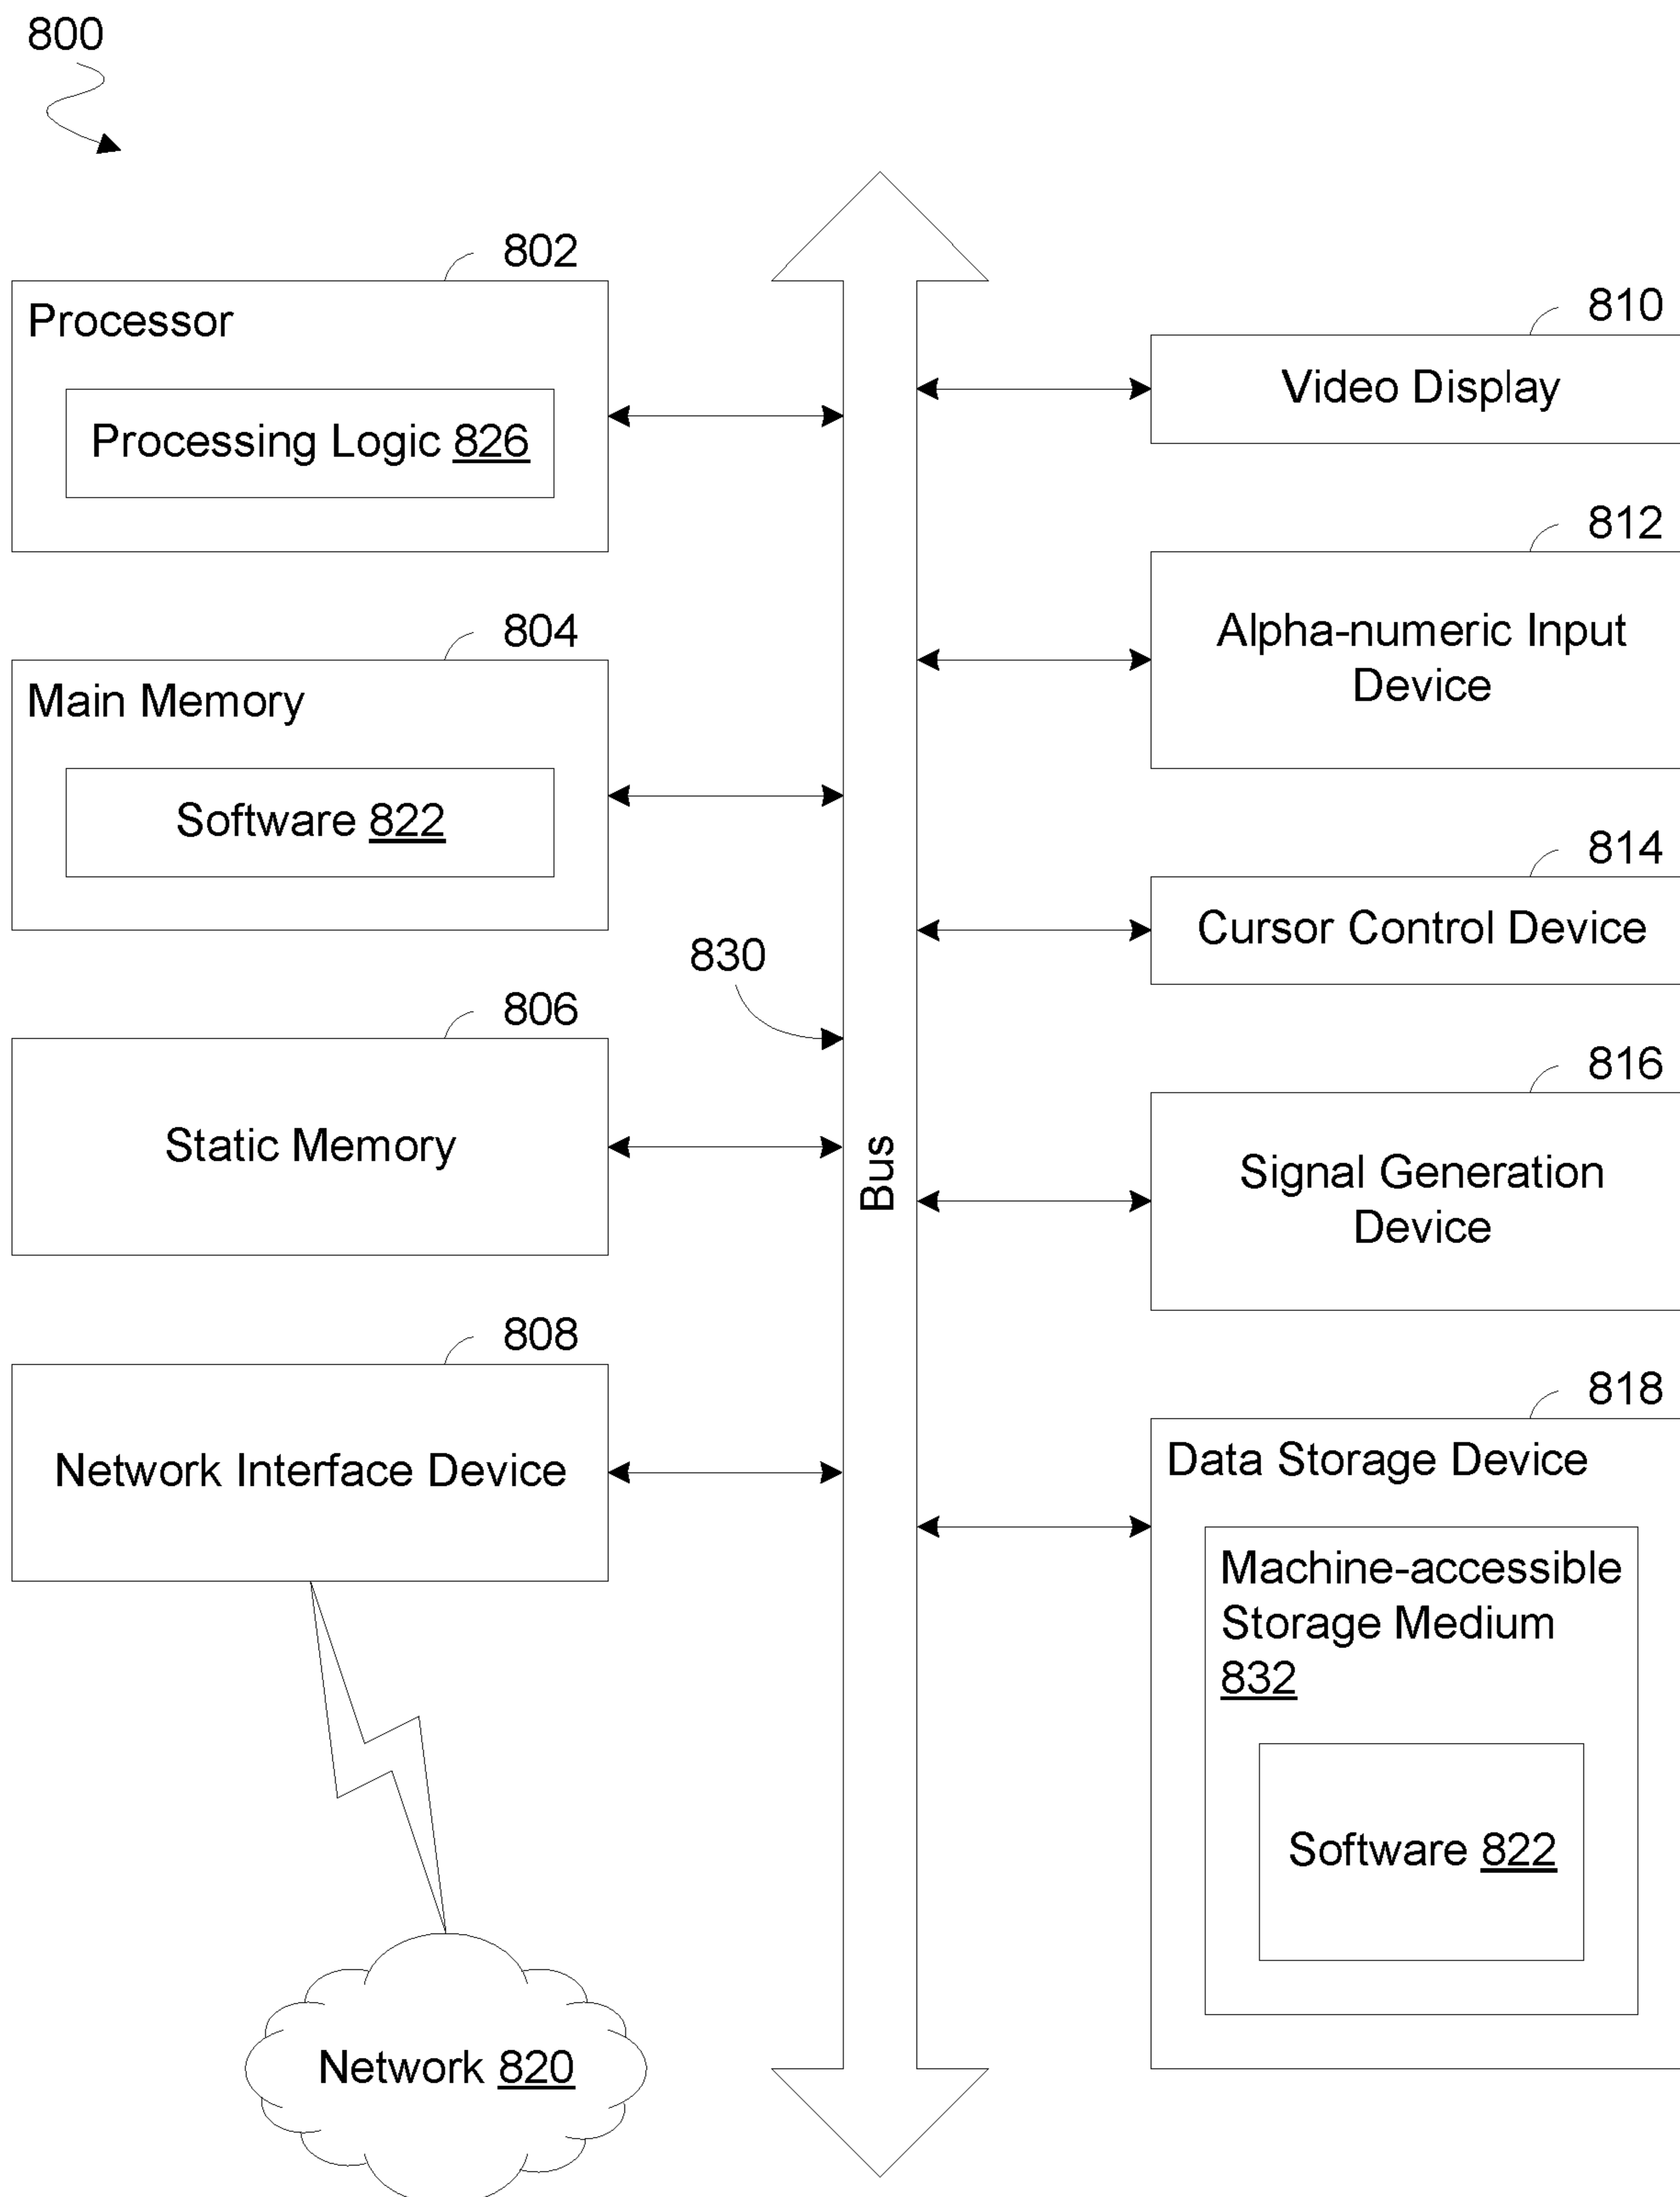 800
802
Processor
Processing Logic 826
804
Main Memory
Software 822
806
Static Memory
808
Network Interface Device
Network 820
830
Bus
810
Video Display
812
Alpha-numeric Input
Device
814
Cursor Control Device
816
Signal Generation
Device
818
Data Storage Device
Machine-accessible
Storage Medium
832
Software 822